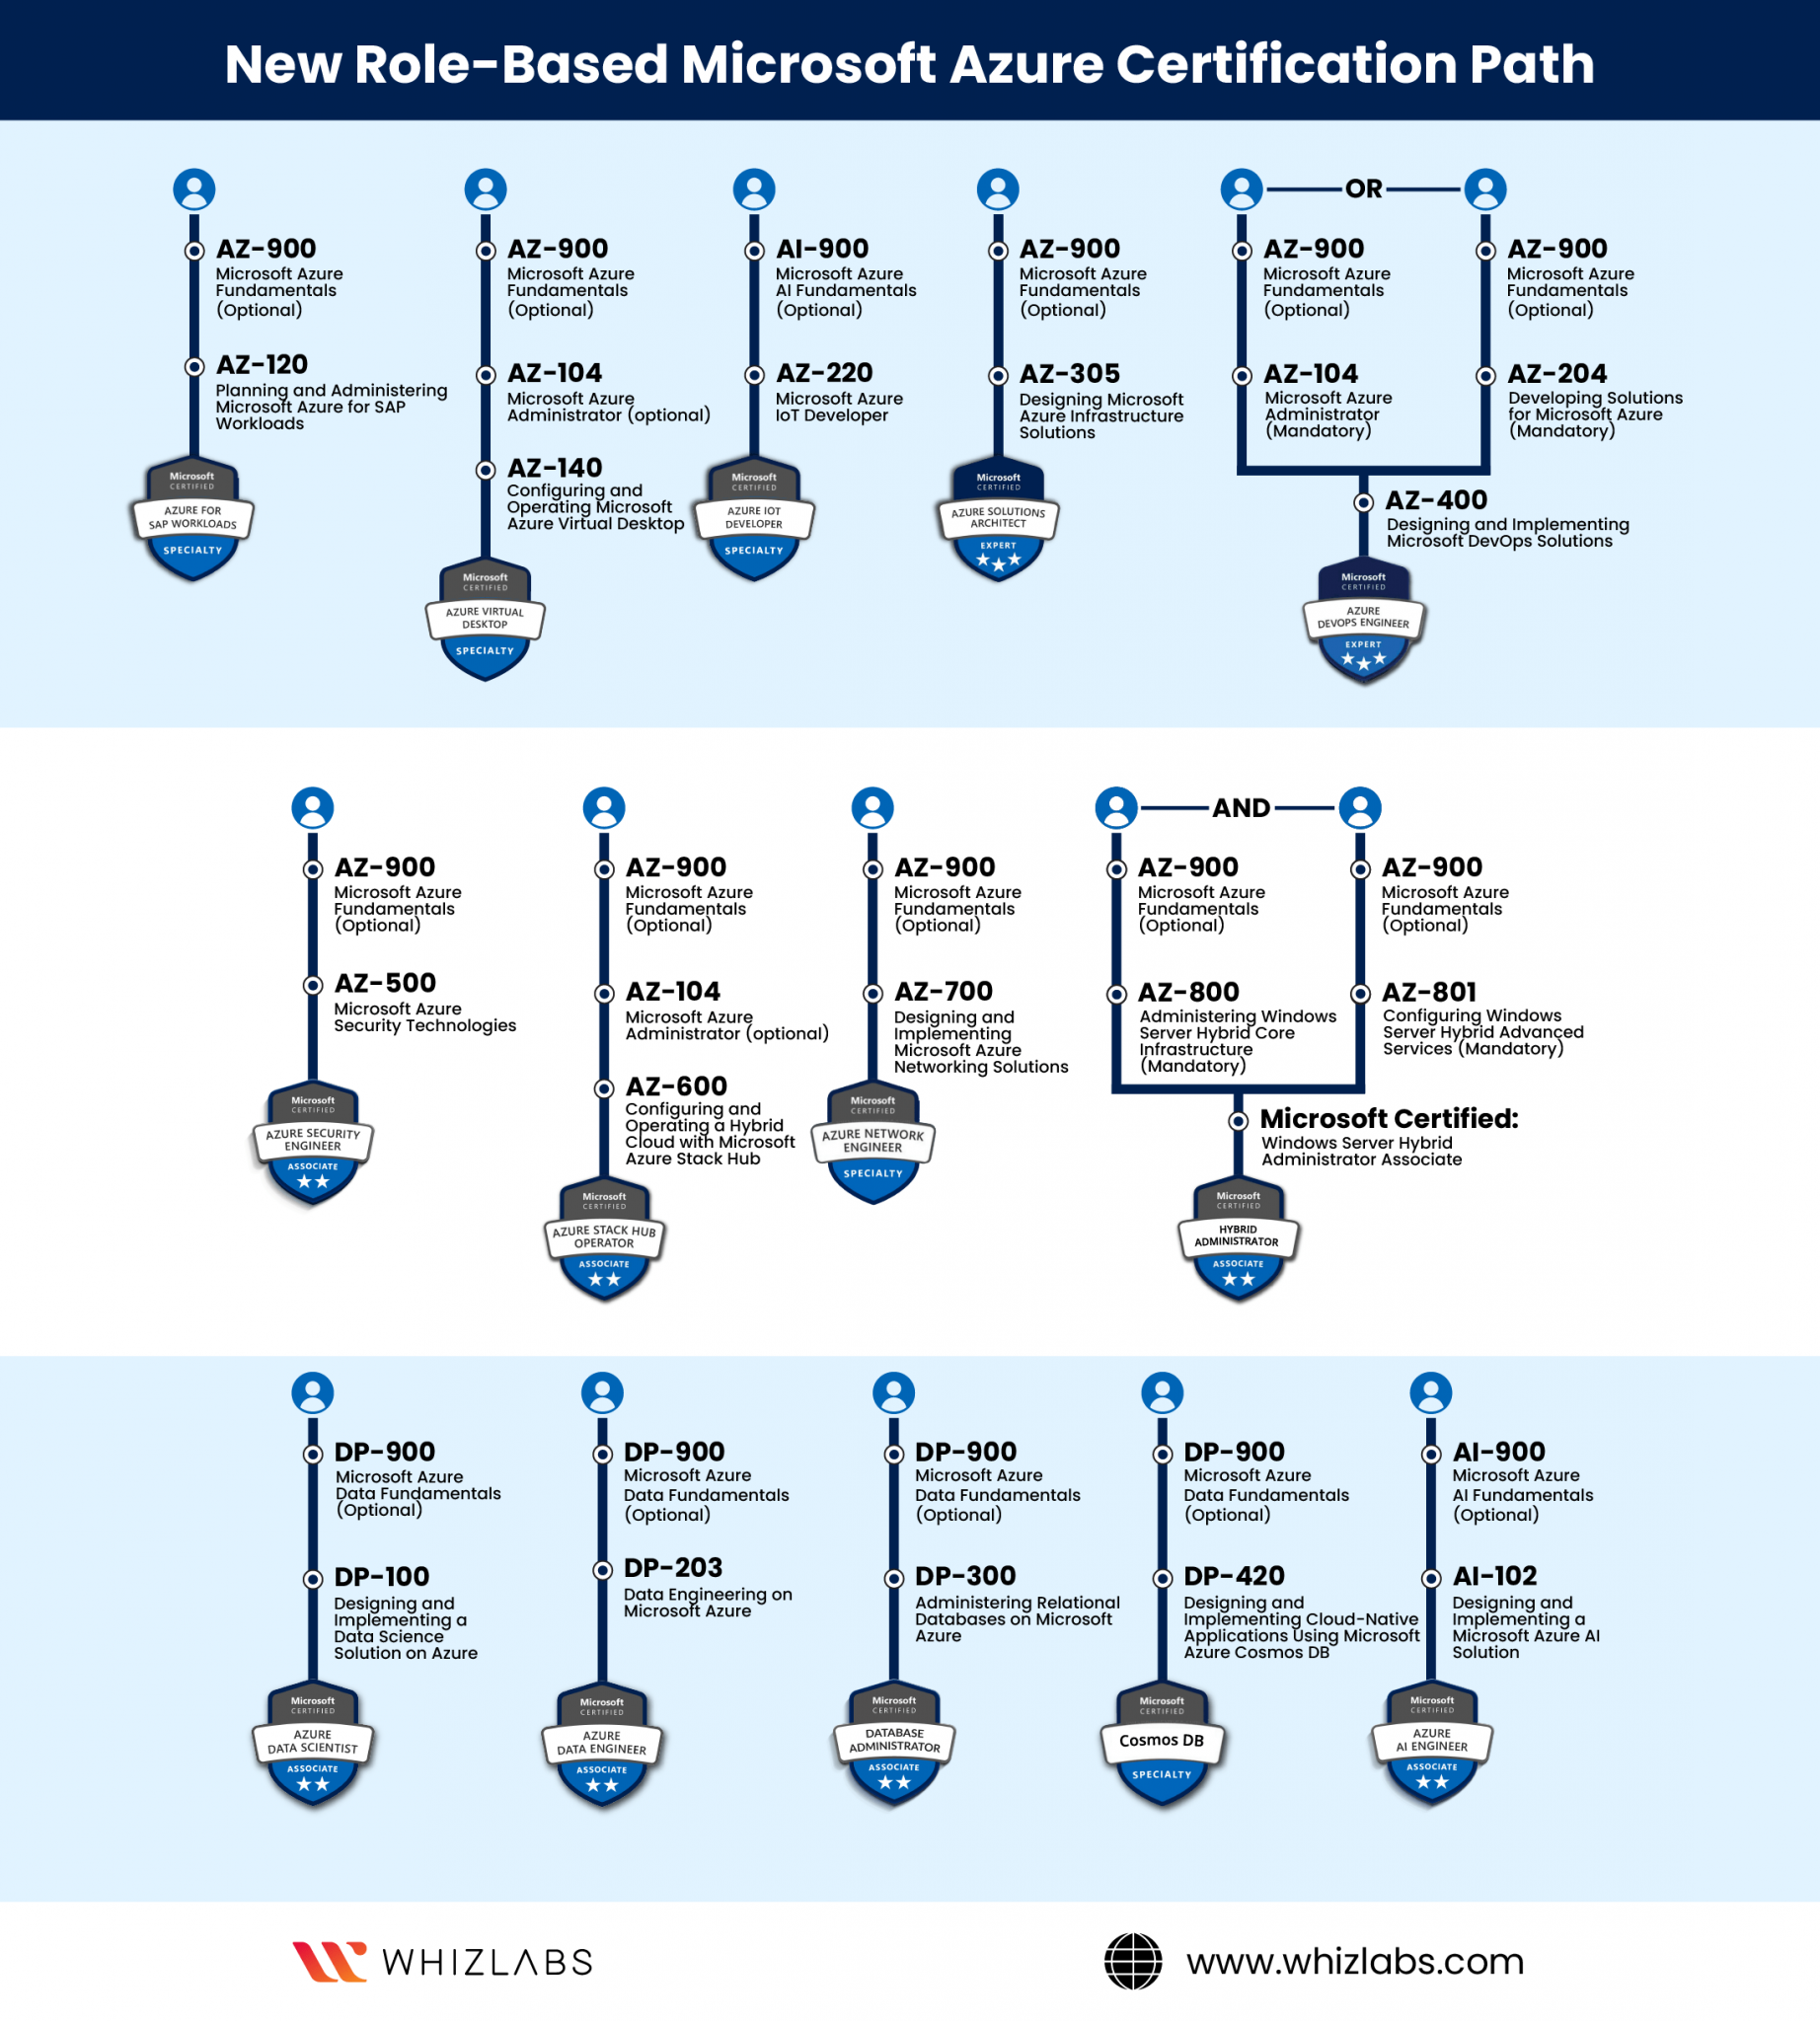 New Role-Based Microsoft Azure Certification Path
AZ-900
Microsoft Azure
Fundamentals
(Optional)
AZ-120
Planning and Administering
Microsoft Azure for SAP
Workloads
Microsoft
CERTIFIED
AZURE FOR
SAP WORKLOADS
SPECIALTY
AZ-900
Microsoft Azure
Fundamentals
(Optional)
AZ-104
Microsoft Azure
Administrator (optional)
AZ-140
Configuring and
Operating Microsoft
Azure Virtual Desktop
Microsoft
CERTIFIED
AZURE VIRTUAL
DESKTOP
SPECIALTY
AI-900
Microsoft Azure
AI Fundamentals
(Optional)
AZ-220
Microsoft Azure
IoT Developer
Microsoft
CERTIFIED
AZURE IOT
DEVELOPER
SPECIALTY
AZ-900
Microsoft Azure
Fundamentals
(Optional)
AZ-305
Designing Microsoft
Azure Infrastructure
Solutions
Microsoft
CERTIFIED
AZURE SOLUTIONS
ARCHITECT
EXPERT
OR
AZ-900
Microsoft Azure
Fundamentals
(Optional)
AZ-104
Microsoft Azure
Administrator
(Mandatory)
AZ-900
Microsoft Azure
Fundamentals
(Optional)
AZ-204
Developing Solutions
for Microsoft Azure
(Mandatory)
AZ-400
Designing and Implementing
Microsoft DevOps Solutions
Microsoft
CERTIFIED
AZURE
DEVOPS ENGINEER
EXPERT
AZ-900
Microsoft Azure
Fundamentals
(Optional)
AZ-500
Microsoft Azure
Security Technologies
Microsoft
CERTIFIED
AZURE SECURITY
ENGINEER
ASSOCIATE
AZ-900
Microsoft Azure
Fundamentals
(Optional)
AZ-104
Microsoft Azure
Administrator (optional)
AZ-600
Configuring and
Operating a Hybrid
Cloud with Microsoft
Azure Stack Hub
Microsoft
CERTIFIED
AZURE STACK HUB
OPERATOR
ASSOCIATE
AZ-900
Microsoft Azure
Fundamentals
(Optional)
AZ-700
Designing and
Implementing
Microsoft Azure
Networking Solutions
Microsoft
CERTIFIED
AZURE NETWORK
ENGINEER
SPECIALTY
AND
AZ-900
Microsoft Azure
Fundamentals
(Optional)
AZ-800
Administering Windows
Server Hybrid Core
Infrastructure
(Mandatory)
AZ-900
Microsoft Azure
Fundamentals
(Optional)
AZ-801
Configuring Windows
Server Hybrid Advanced
Services (Mandatory)
Microsoft Certified:
Windows Server Hybrid
Administrator Associate
Microsoft
CERTIFIED
HYBRID
ADMINISTRATOR
ASSOCIATE
DP-900
Microsoft Azure
Data Fundamentals
(Optional)
DP-100
Designing and
Implementing a
Data Science
Solution on Azure
Microsoft
CERTIFIED
AZURE
DATA SCIENTIST
ASSOCIATE
DP-900
Microsoft Azure
Data Fundamentals
(Optional)
DP-203
Data Engineering on
Microsoft Azure
Microsoft
CERTIFIED
AZURE
DATA ENGINEER
ASSOCIATE
DP-900
Microsoft Azure
Data Fundamentals
(Optional)
DP-300
Administering Relational
Databases on Microsoft
Azure
Microsoft
CERTIFIED
DATABASE
ADMINISTRATOR
ASSOCIATE
DP-900
Microsoft Azure
Data Fundamentals
(Optional)
DP-420
Designing and
Implementing Cloud-Native
Applications Using Microsoft
Azure Cosmos DB
Microsoft
CERTIFIED
Cosmos DB
SPECIALTY
AI-900
Microsoft Azure
AI Fundamentals
(Optional)
AI-102
Designing and
Implementing a
Microsoft Azure AI
Solution
Microsoft
CERTIFIED
AZURE
AI ENGINEER
ASSOCIATE
WHIZLABS
www.whizlabs.com